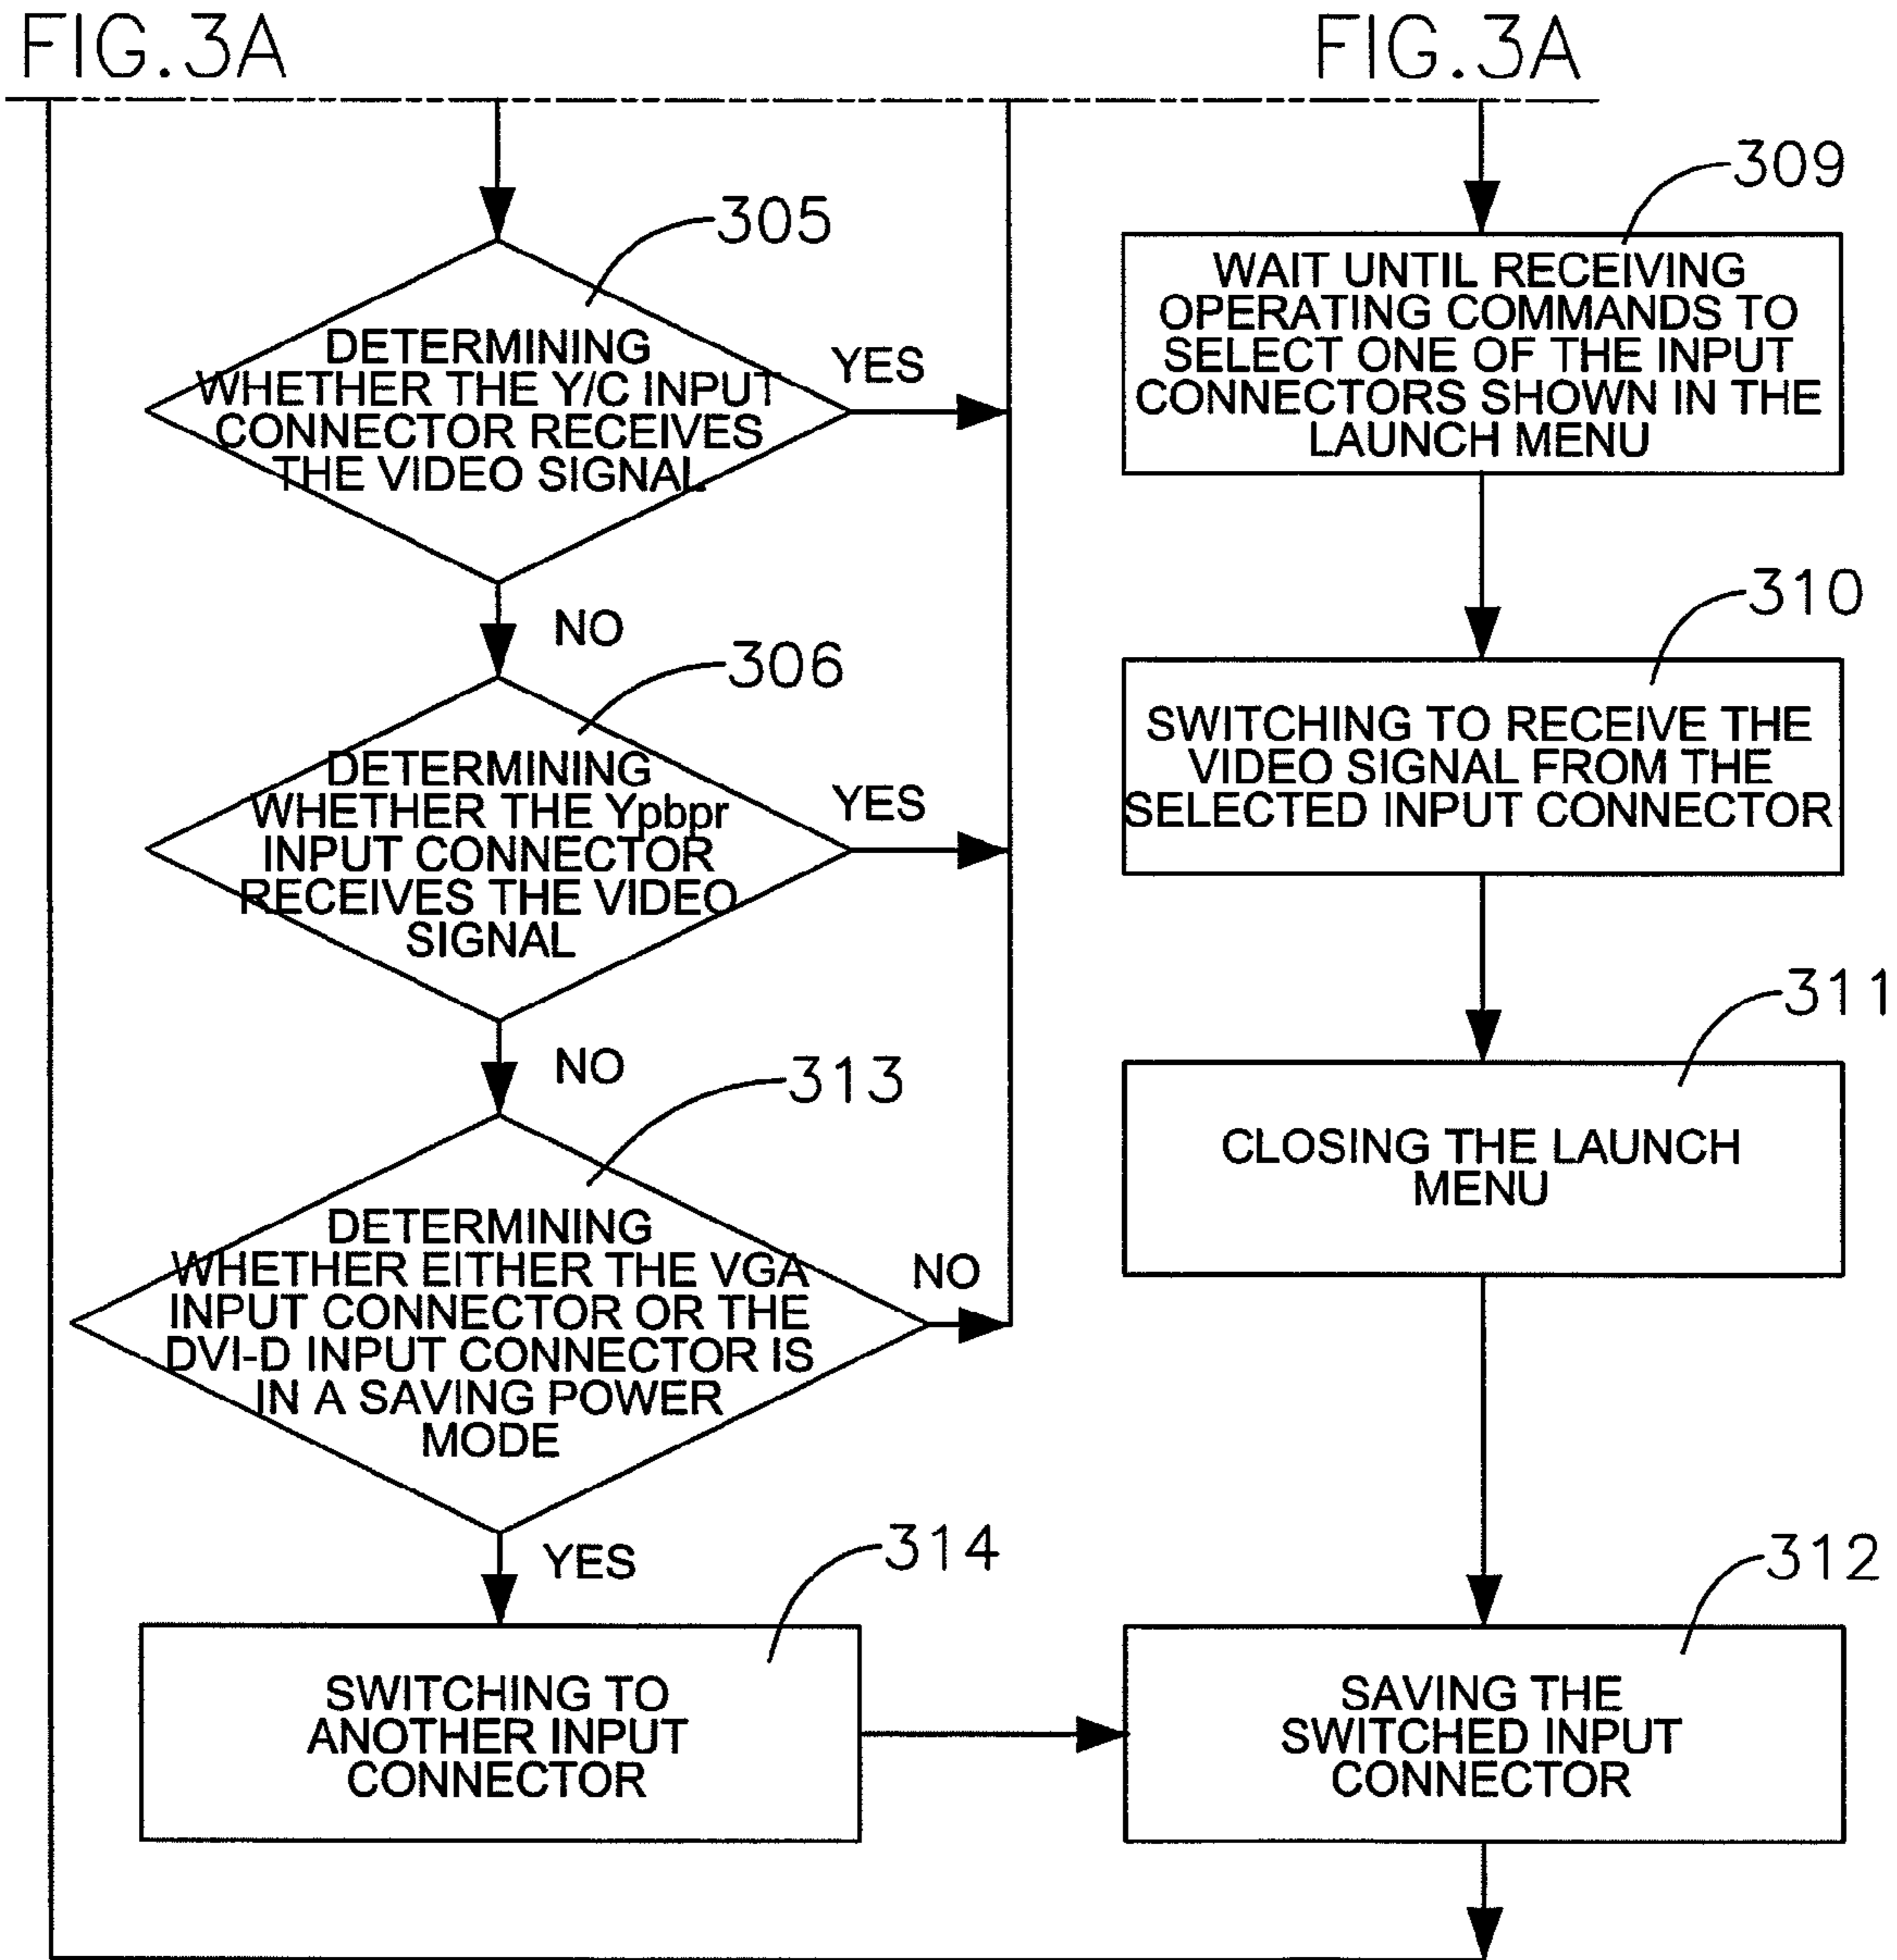 FIG.3A
FIG.3A
305
DETERMINING
WHETHER THE Y/C INPUT
CONNECTOR RECEIVES
THE VIDEO SIGNAL
YES
NO
306
DETERMINING
WHETHER THE Ypbpr
INPUT CONNECTOR
RECEIVES THE VIDEO
SIGNAL
YES
NO
313
DETERMINING
WHETHER EITHER THE VGA
INPUT CONNECTOR OR THE
DVI-D INPUT CONNECTOR IS
IN A SAVING POWER
MODE
NO
YES
314
SWITCHING TO
ANOTHER INPUT
CONNECTOR
309
WAIT UNTIL RECEIVING
OPERATING COMMANDS TO
SELECT ONE OF THE INPUT
CONNECTORS SHOWN IN THE
LAUNCH MENU
310
SWITCHING TO RECEIVE THE
VIDEO SIGNAL FROM THE
SELECTED INPUT CONNECTOR
311
CLOSING THE LAUNCH
MENU
312
SAVING THE
SWITCHED INPUT
CONNECTOR